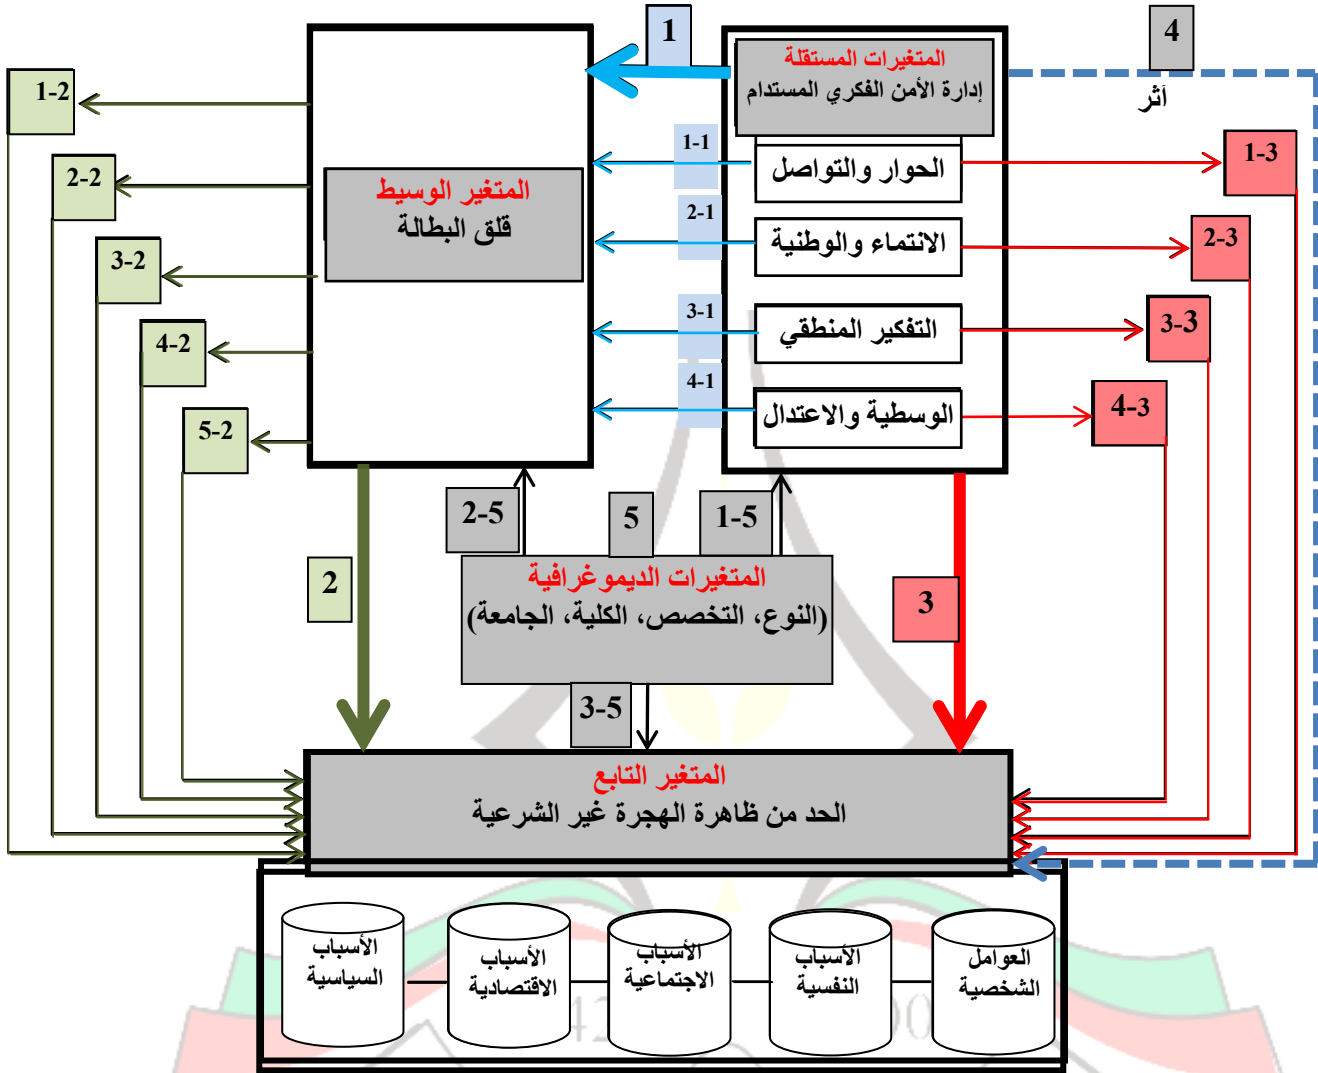 1
4
المتغيرات المستقلة
إدارة الأمن الفكري المستدام
أثر
1-2
1-1
الحوار والتواصل
1-3
2-2
المتغير الوسيط
قلق البطالة
2-1
الانتماء والوطنية
2-3
3-2
3-1
التفكير المنطقي
3-3
4-2
4-1
الوسطية والاعتدال
4-3
5-2
2-5
5
1-5
2
المتغيرات الديموغرافية
(النوع، التخصص، الكلية، الجامعة)
3
3-5
المتغير التابع
الحد من ظاهرة الهجرة غير الشرعية
العوامل
الشخصية
الأسباب
النفسية
الأسباب
الاجتماعية
الأسباب
الاقتصادية
الأسباب
السياسية